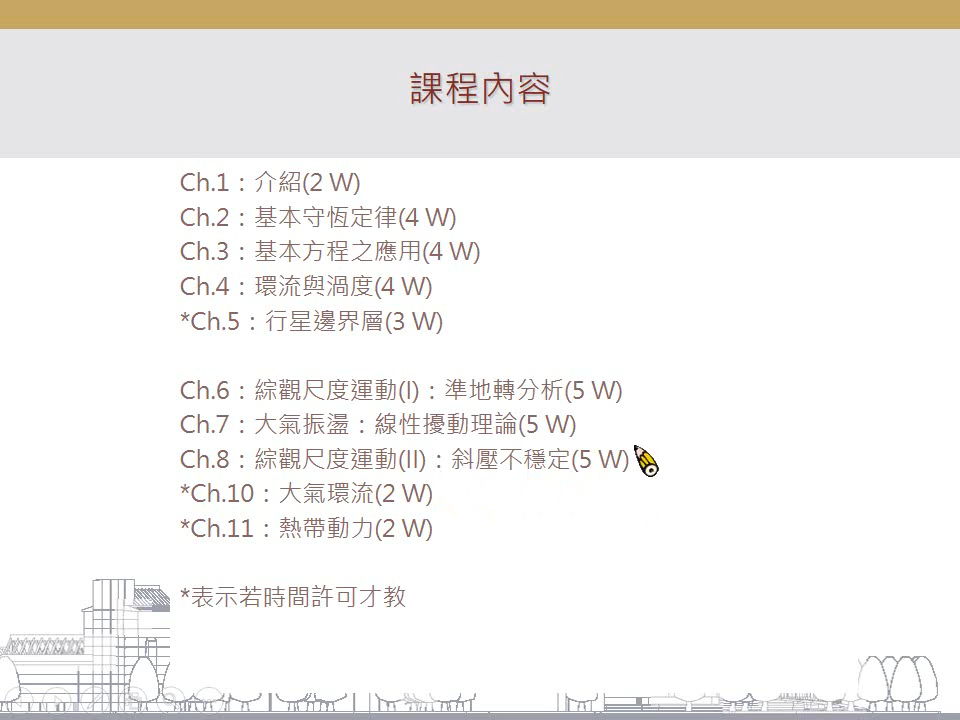 課程內容
Ch.1：介紹(2 W)
Ch.2：基本守恆定律(4 W)
Ch.3：基本方程之應用(4 W)
Ch.4：環流與渦度(4 W)
*Ch.5：行星邊界層(3 W)
Ch.6：綜觀尺度運動(I)：準地轉分析(5 W)
Ch.7：大氣振盪：線性擾動理論(5 W)
Ch.8：綜觀尺度運動(II)：斜壓不穩定(5 W)
*Ch.10：大氣環流(2 W)
*Ch.11：熱帶動力(2 W)
*表示若時間許可才教